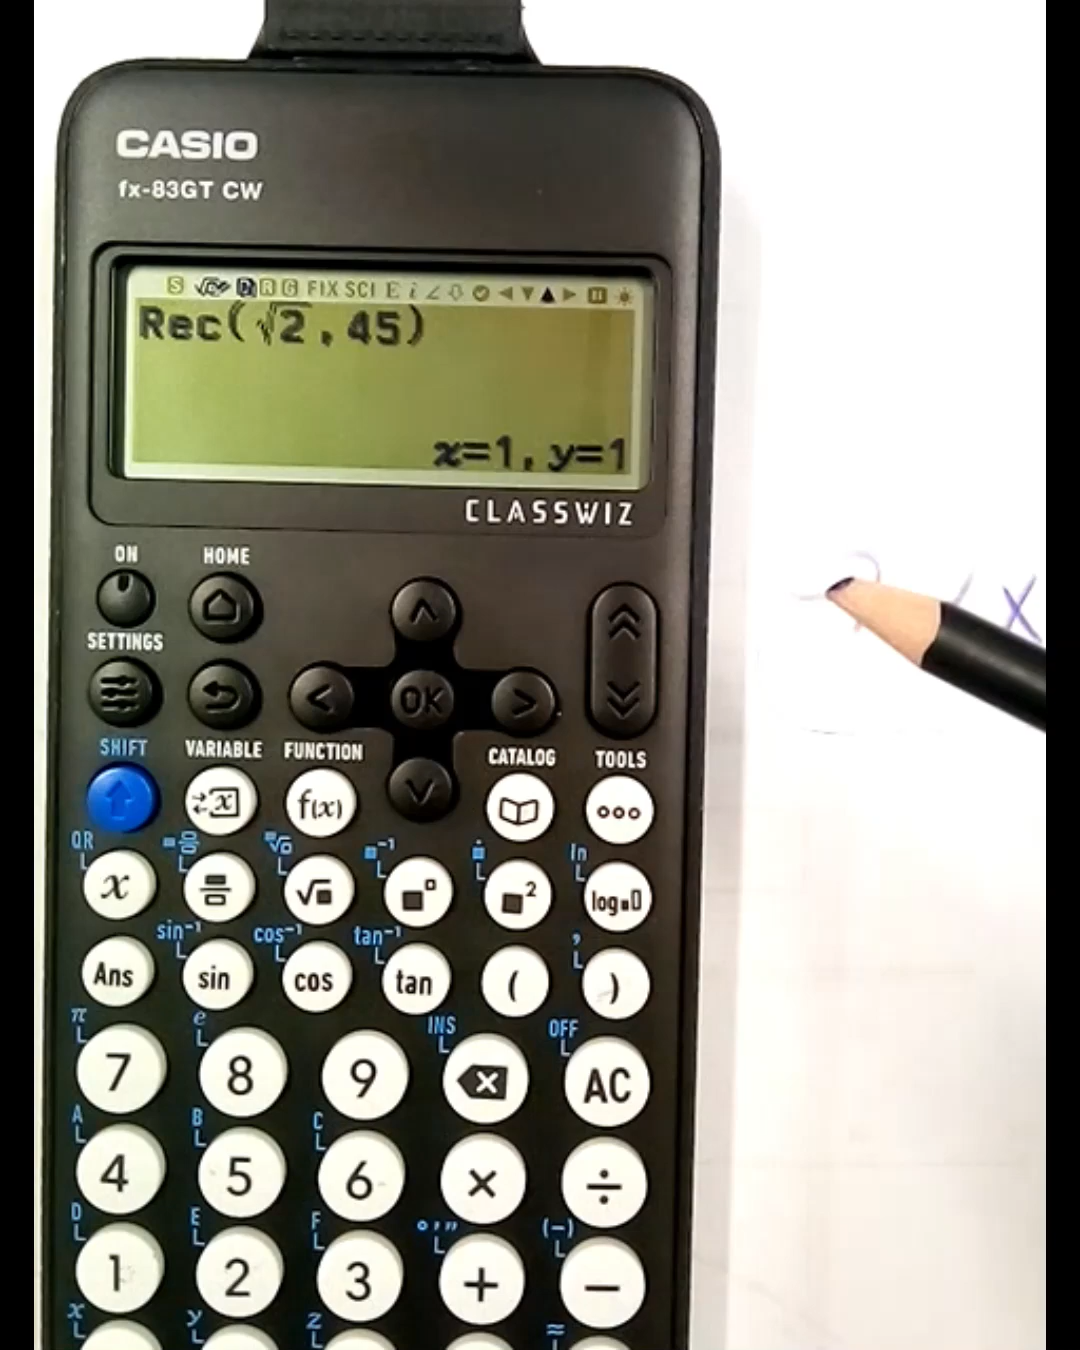 CASIO
fx-83GT CW
S √□/ D R G FIX SCI E i ∠
Rec(√2,45)
x=1,y=1
CLASSWIZ
ON HOME
SETTINGS
OK
SHIFT VARIABLE FUNCTION CATALOG TOOLS
x f(x)
QR ln
x √ log
sin⁻¹ cos⁻¹ tan⁻¹ ,
Ans sin cos tan ( )
π e INS OFF
7 8 9 AC
A B C
4 5 6 × ÷
D E F °′″ (−)
1 2 3 + −
x y z ≈
x